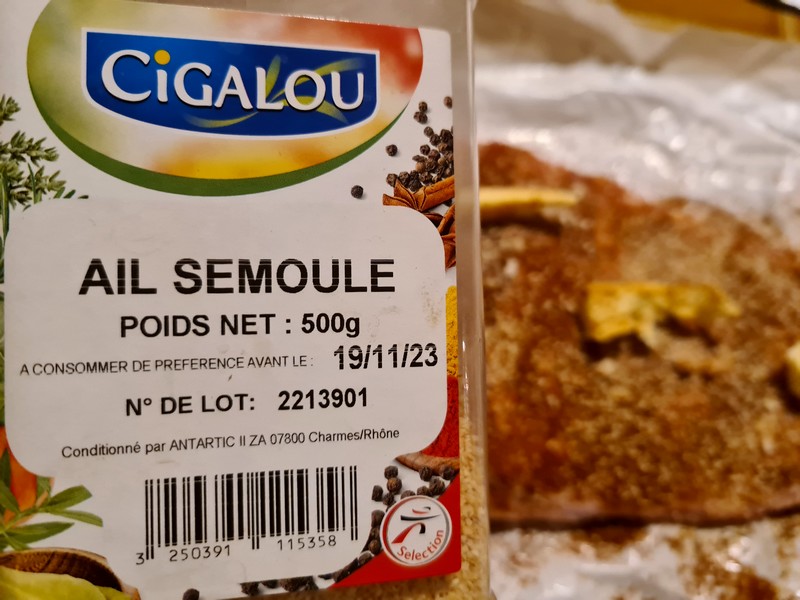 CiGALOU
AIL SEMOULE
POIDS NET : 500g
A CONSOMMER DE PREFERENCE AVANT LE : 19/11/23
N° DE LOT: 2213901
Conditionné par ANTARTIC II ZA 07800 Charmes/Rhône
3 250391 115358
Selection